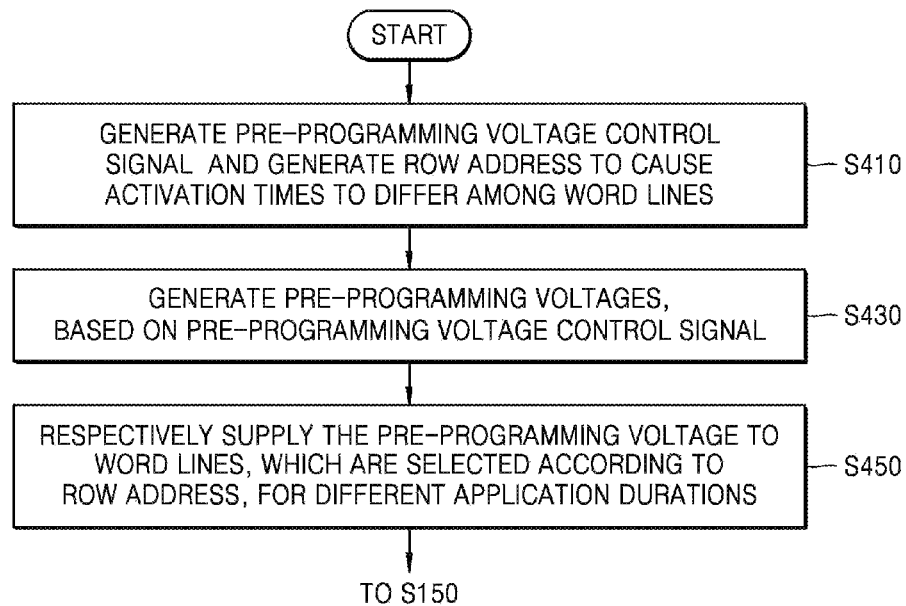 START
GENERATE PRE-PROGRAMMING VOLTAGE CONTROL
SIGNAL AND GENERATE ROW ADDRESS TO CAUSE
ACTIVATION TIMES TO DIFFER AMONG WORD LINES
S410
GENERATE PRE-PROGRAMMING VOLTAGES,
BASED ON PRE-PROGRAMMING VOLTAGE CONTROL SIGNAL
S430
RESPECTIVELY SUPPLY THE PRE-PROGRAMMING VOLTAGE TO
WORD LINES, WHICH ARE SELECTED ACCORDING TO
ROW ADDRESS, FOR DIFFERENT APPLICATION DURATIONS
S450
TO S150